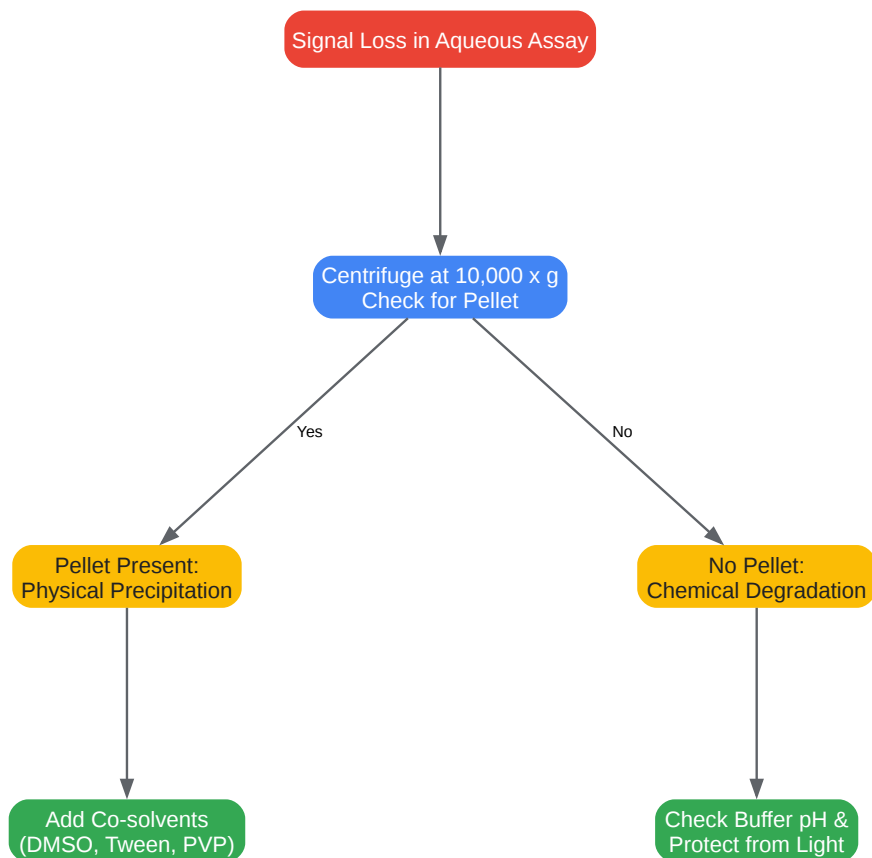 Signal Loss in Aqueous Assay
Centrifuge at 10,000 x g
Check for Pellet
Yes
No
Pellet Present:
Physical Precipitation
No Pellet:
Chemical Degradation
Add Co-solvents
(DMSO, Tween, PVP)
Check Buffer pH &
Protect from Light